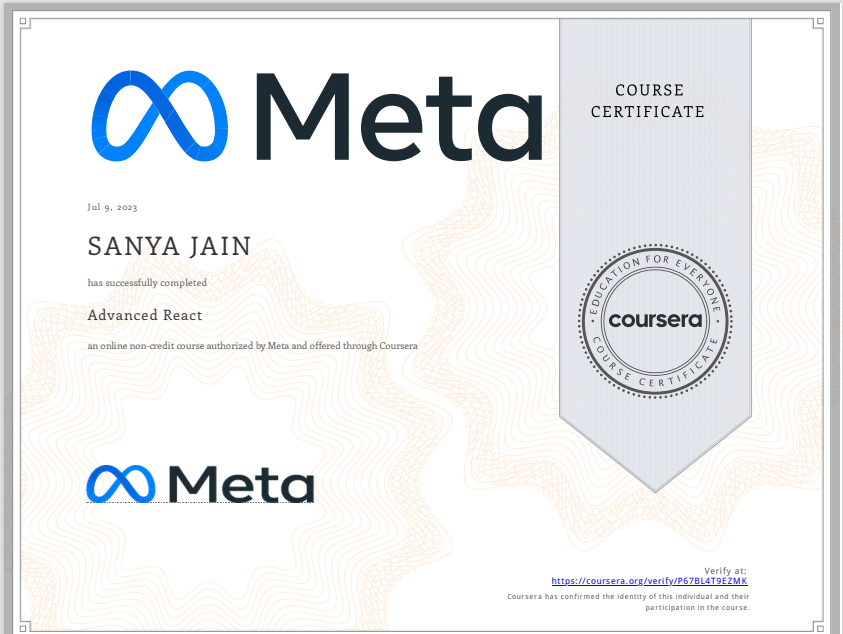 Meta
COURSE
CERTIFICATE
Jul 9, 2023
SANYA JAIN
has successfully completed
Advanced React
an online non-credit course authorized by Meta and offered through Coursera
EDUCATION FOR EVERYONE
coursera
COURSE CERTIFICATE
Meta
Verify at:
https://coursera.org/verify/P67BL4T9EZMK
Coursera has confirmed the identity of this individual and their
participation in the course.